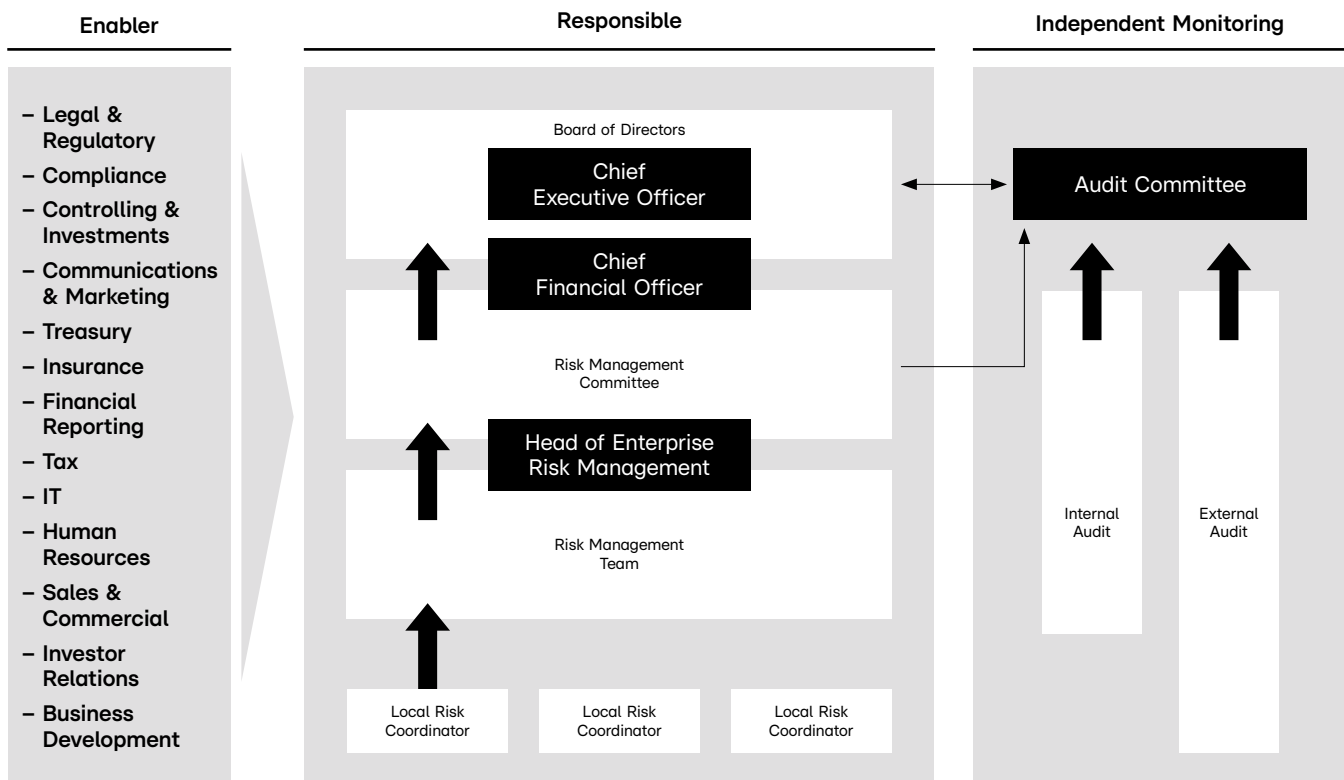 Enabler
– Legal &
Regulatory
– Compliance
– Controlling &
Investments
– Communications
& Marketing
– Treasury
– Insurance
– Financial
Reporting
– Tax
– IT
– Human
Resources
– Sales &
Commercial
– Investor
Relations
– Business
Development
Responsible
Board of Directors
Chief
Executive Officer
Chief
Financial Officer
Risk Management
Committee
Head of Enterprise
Risk Management
Risk Management
Team
Local Risk
Coordinator
Local Risk
Coordinator
Local Risk
Coordinator
Independent Monitoring
Audit Committee
Internal
Audit
External
Audit